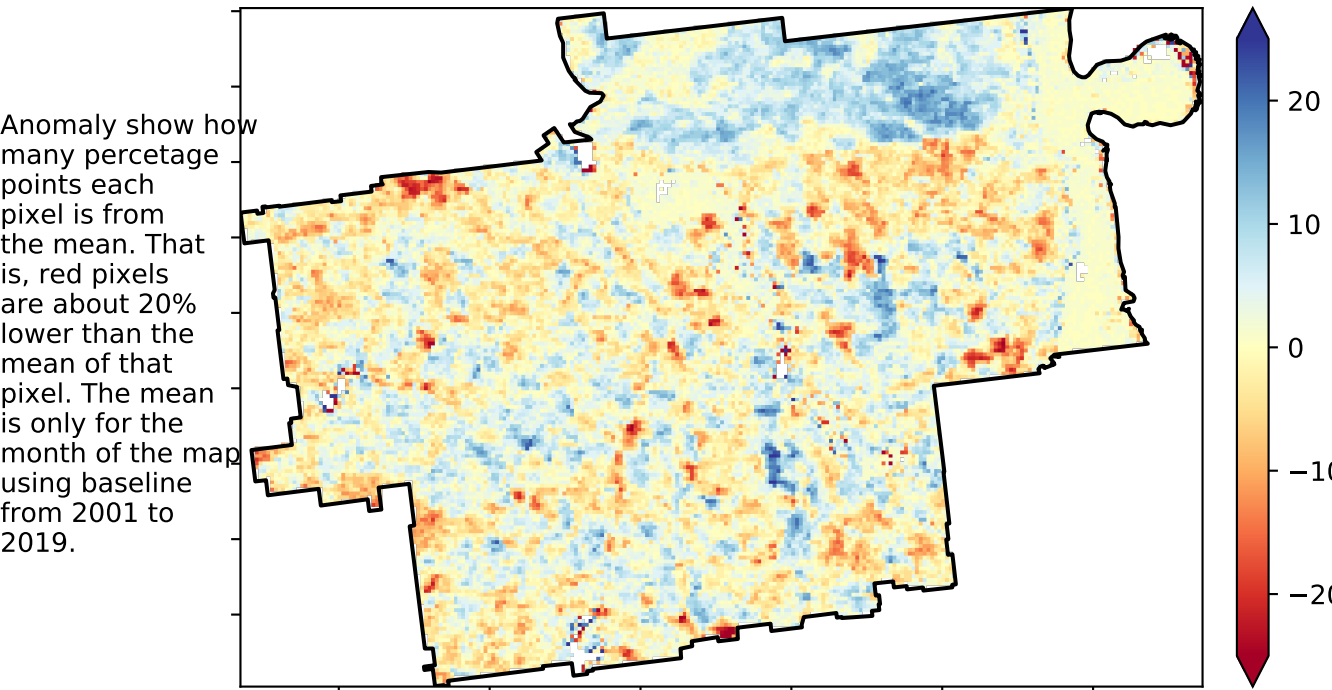 Anomaly show how
many percetage
points each
pixel is from
the mean. That
is, red pixels
are about 20%
lower than the
mean of that
pixel. The mean
is only for the
month of the map
using baseline
from 2001 to
2019.
20
10
0
−10
−20